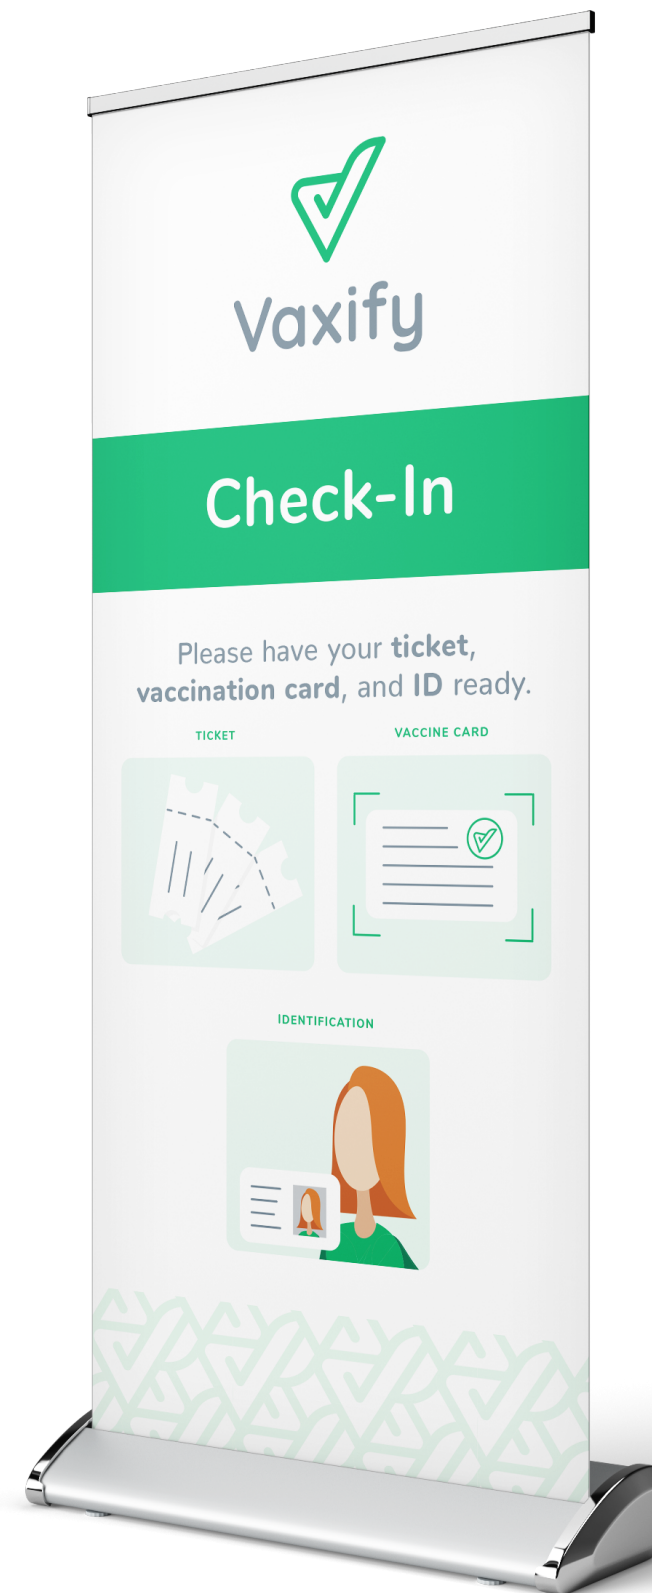 Vaxify
Check-In
Please have your ticket,
vaccination card, and ID ready.
TICKET
VACCINE CARD
IDENTIFICATION